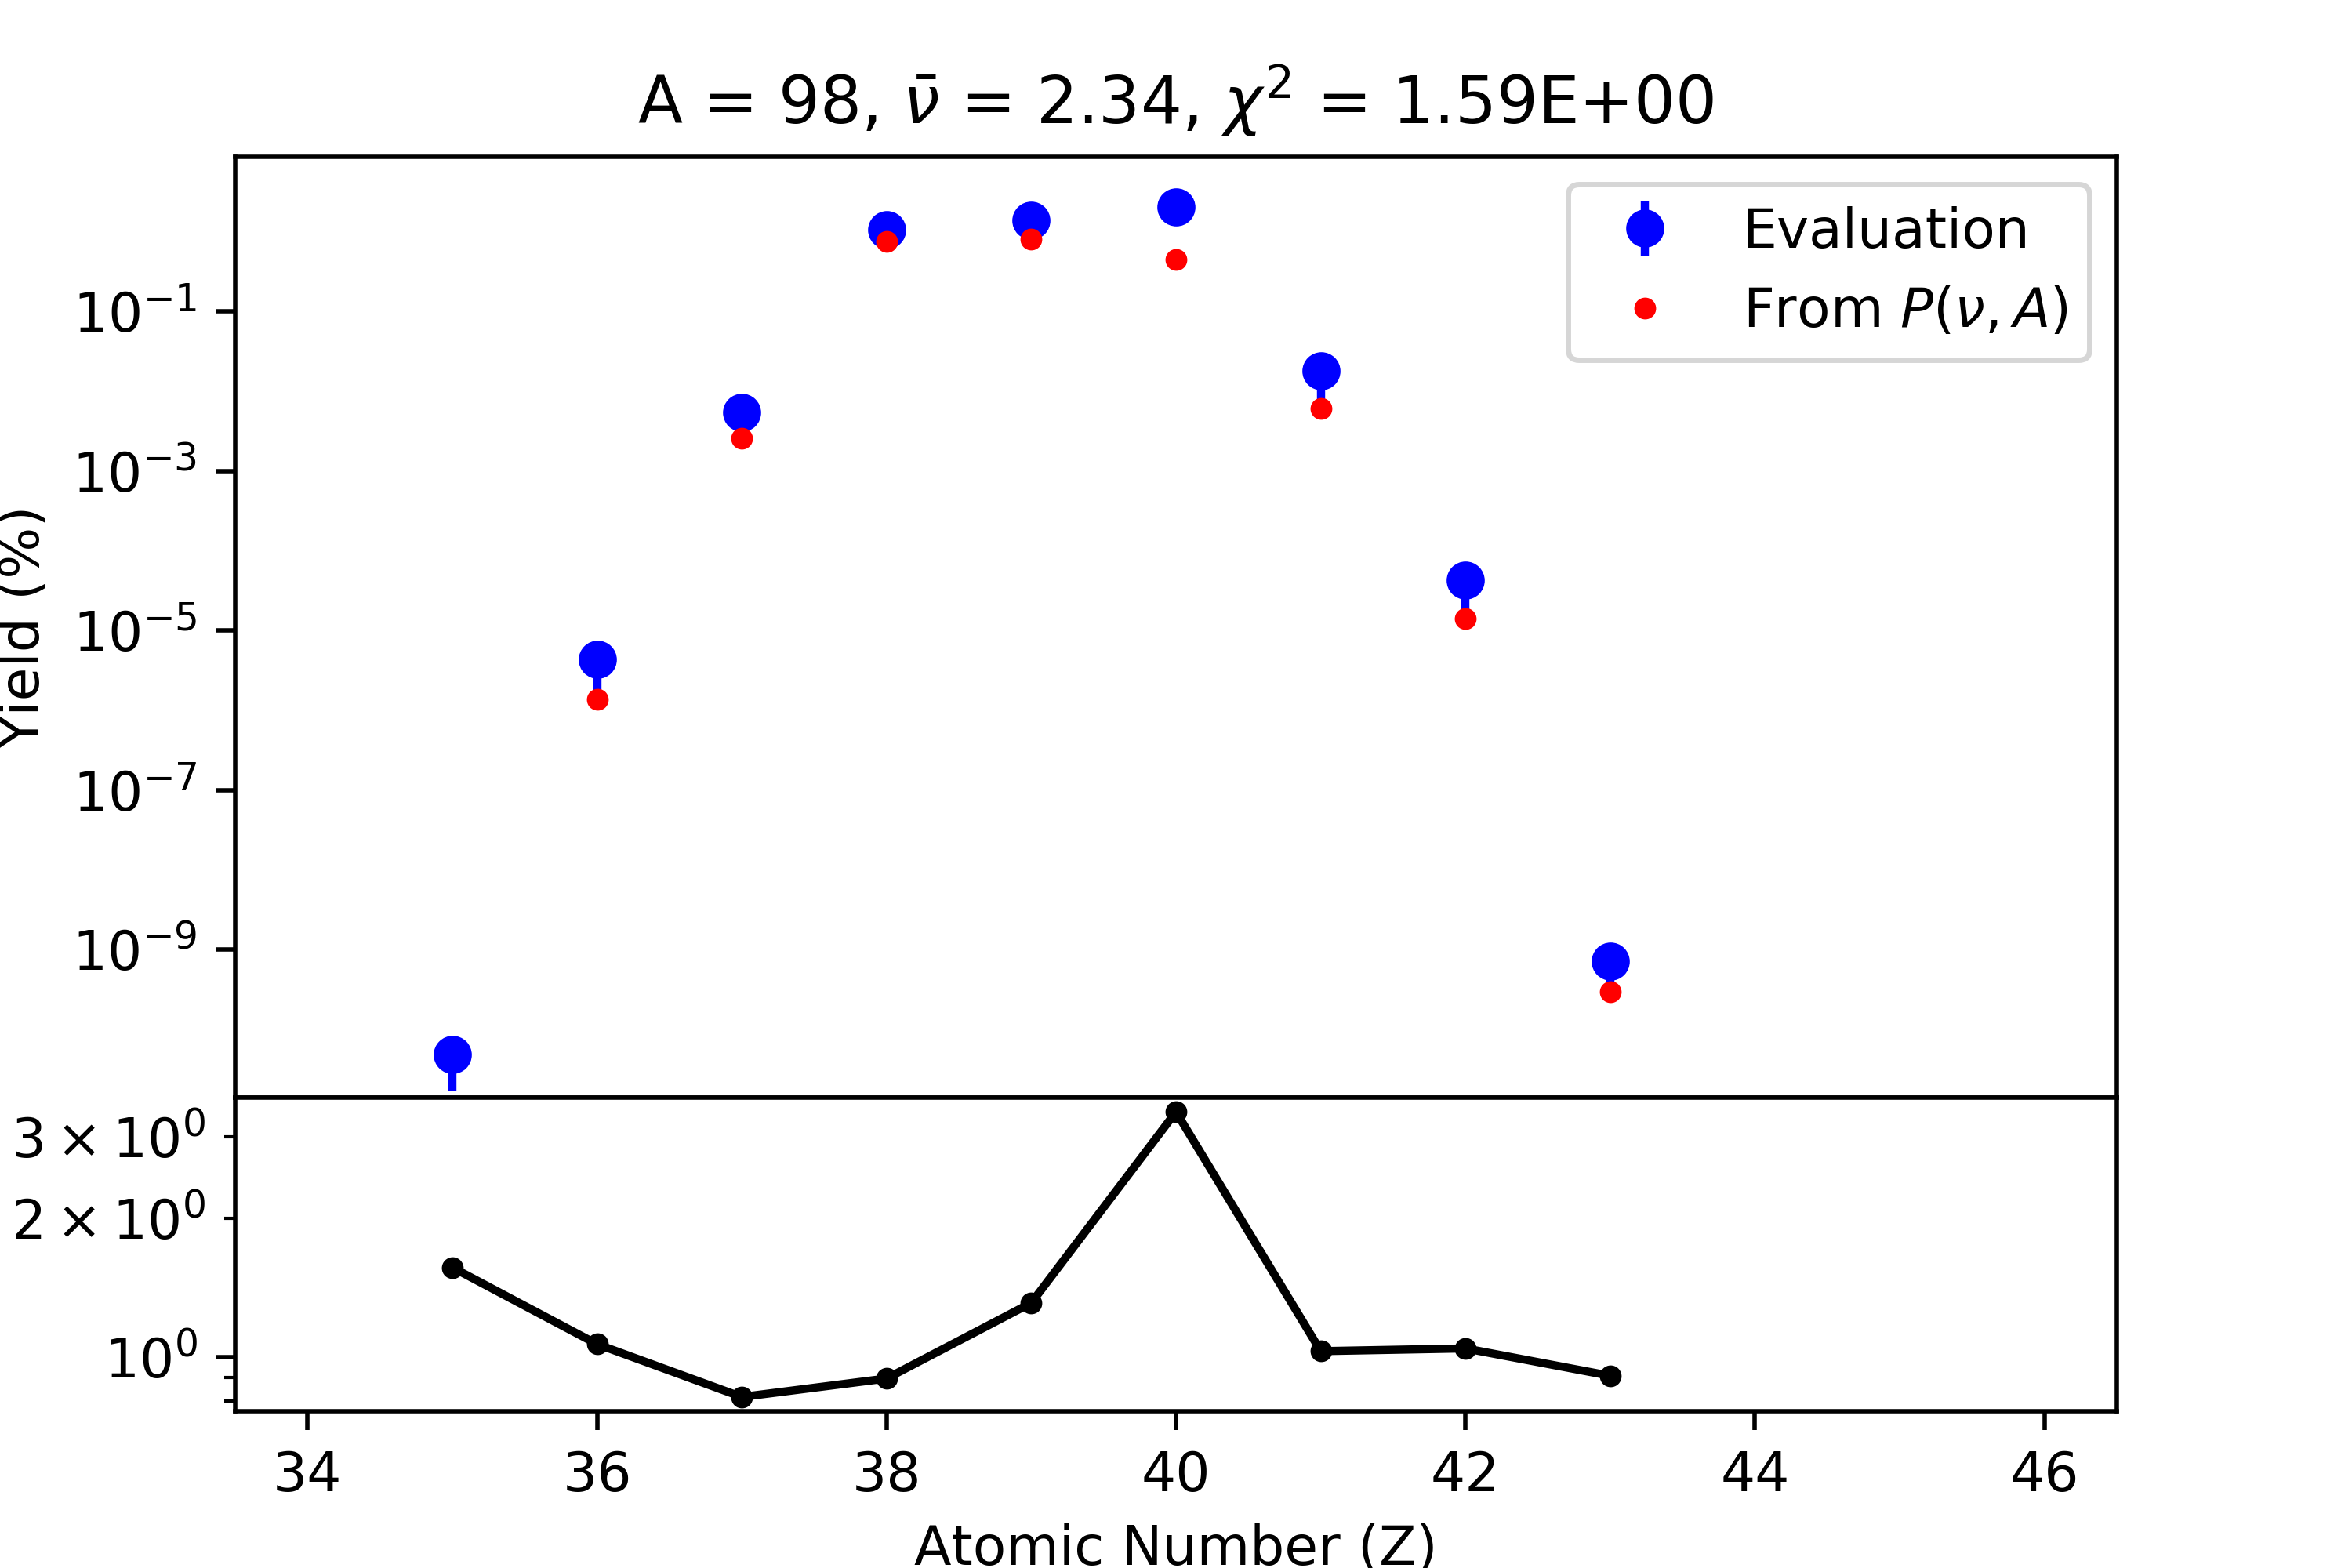 A = 98, ν̄ = 2.34, χ² = 1.59E+00
Evaluation
From P(ν, A)
Yield (%)
10⁻¹
10⁻³
10⁻⁵
10⁻⁷
10⁻⁹
3 × 10⁰
2 × 10⁰
10⁰
34 36 38 40 42 44 46
Atomic Number (Z)